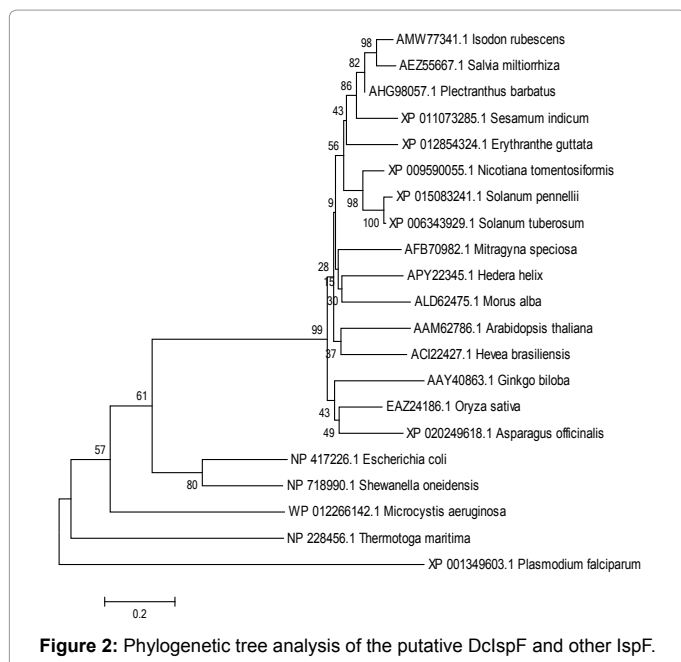 98
AMW77341.1 Isodon rubescens
82
AEZ55667.1 Salvia miltiorrhiza
86
AHG98057.1 Plectranthus barbatus
43
XP 011073285.1 Sesamum indicum
XP 012854324.1 Erythranthe guttata
56
XP 009590055.1 Nicotiana tomentosiformis
98
XP 015083241.1 Solanum pennellii
9
100
XP 006343929.1 Solanum tuberosum
AFB70982.1 Mitragyna speciosa
28
15
APY22345.1 Hedera helix
30
ALD62475.1 Morus alba
99
AAM62786.1 Arabidopsis thaliana
37
ACI22427.1 Hevea brasiliensis
AAY40863.1 Ginkgo biloba
61
43
EAZ24186.1 Oryza sativa
49
XP 020249618.1 Asparagus officinalis
57
NP 417226.1 Escherichia coli
80
NP 718990.1 Shewanella oneidensis
WP 012266142.1 Microcystis aeruginosa
NP 228456.1 Thermotoga maritima
XP 001349603.1 Plasmodium falciparum
0.2
Figure 2: Phylogenetic tree analysis of the putative DcIspF and other IspF.